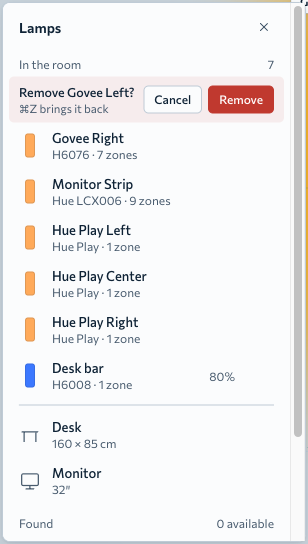 Lamps
In the room 7
Remove Govee Left?
⌘Z brings it back
Cancel
Remove
Govee Right
H6076 · 7 zones
Monitor Strip
Hue LCX006 · 9 zones
Hue Play Left
Hue Play · 1 zone
Hue Play Center
Hue Play · 1 zone
Hue Play Right
Hue Play · 1 zone
Desk bar
H6008 · 1 zone
80%
Desk
160 × 85 cm
Monitor
32″
Found 0 available